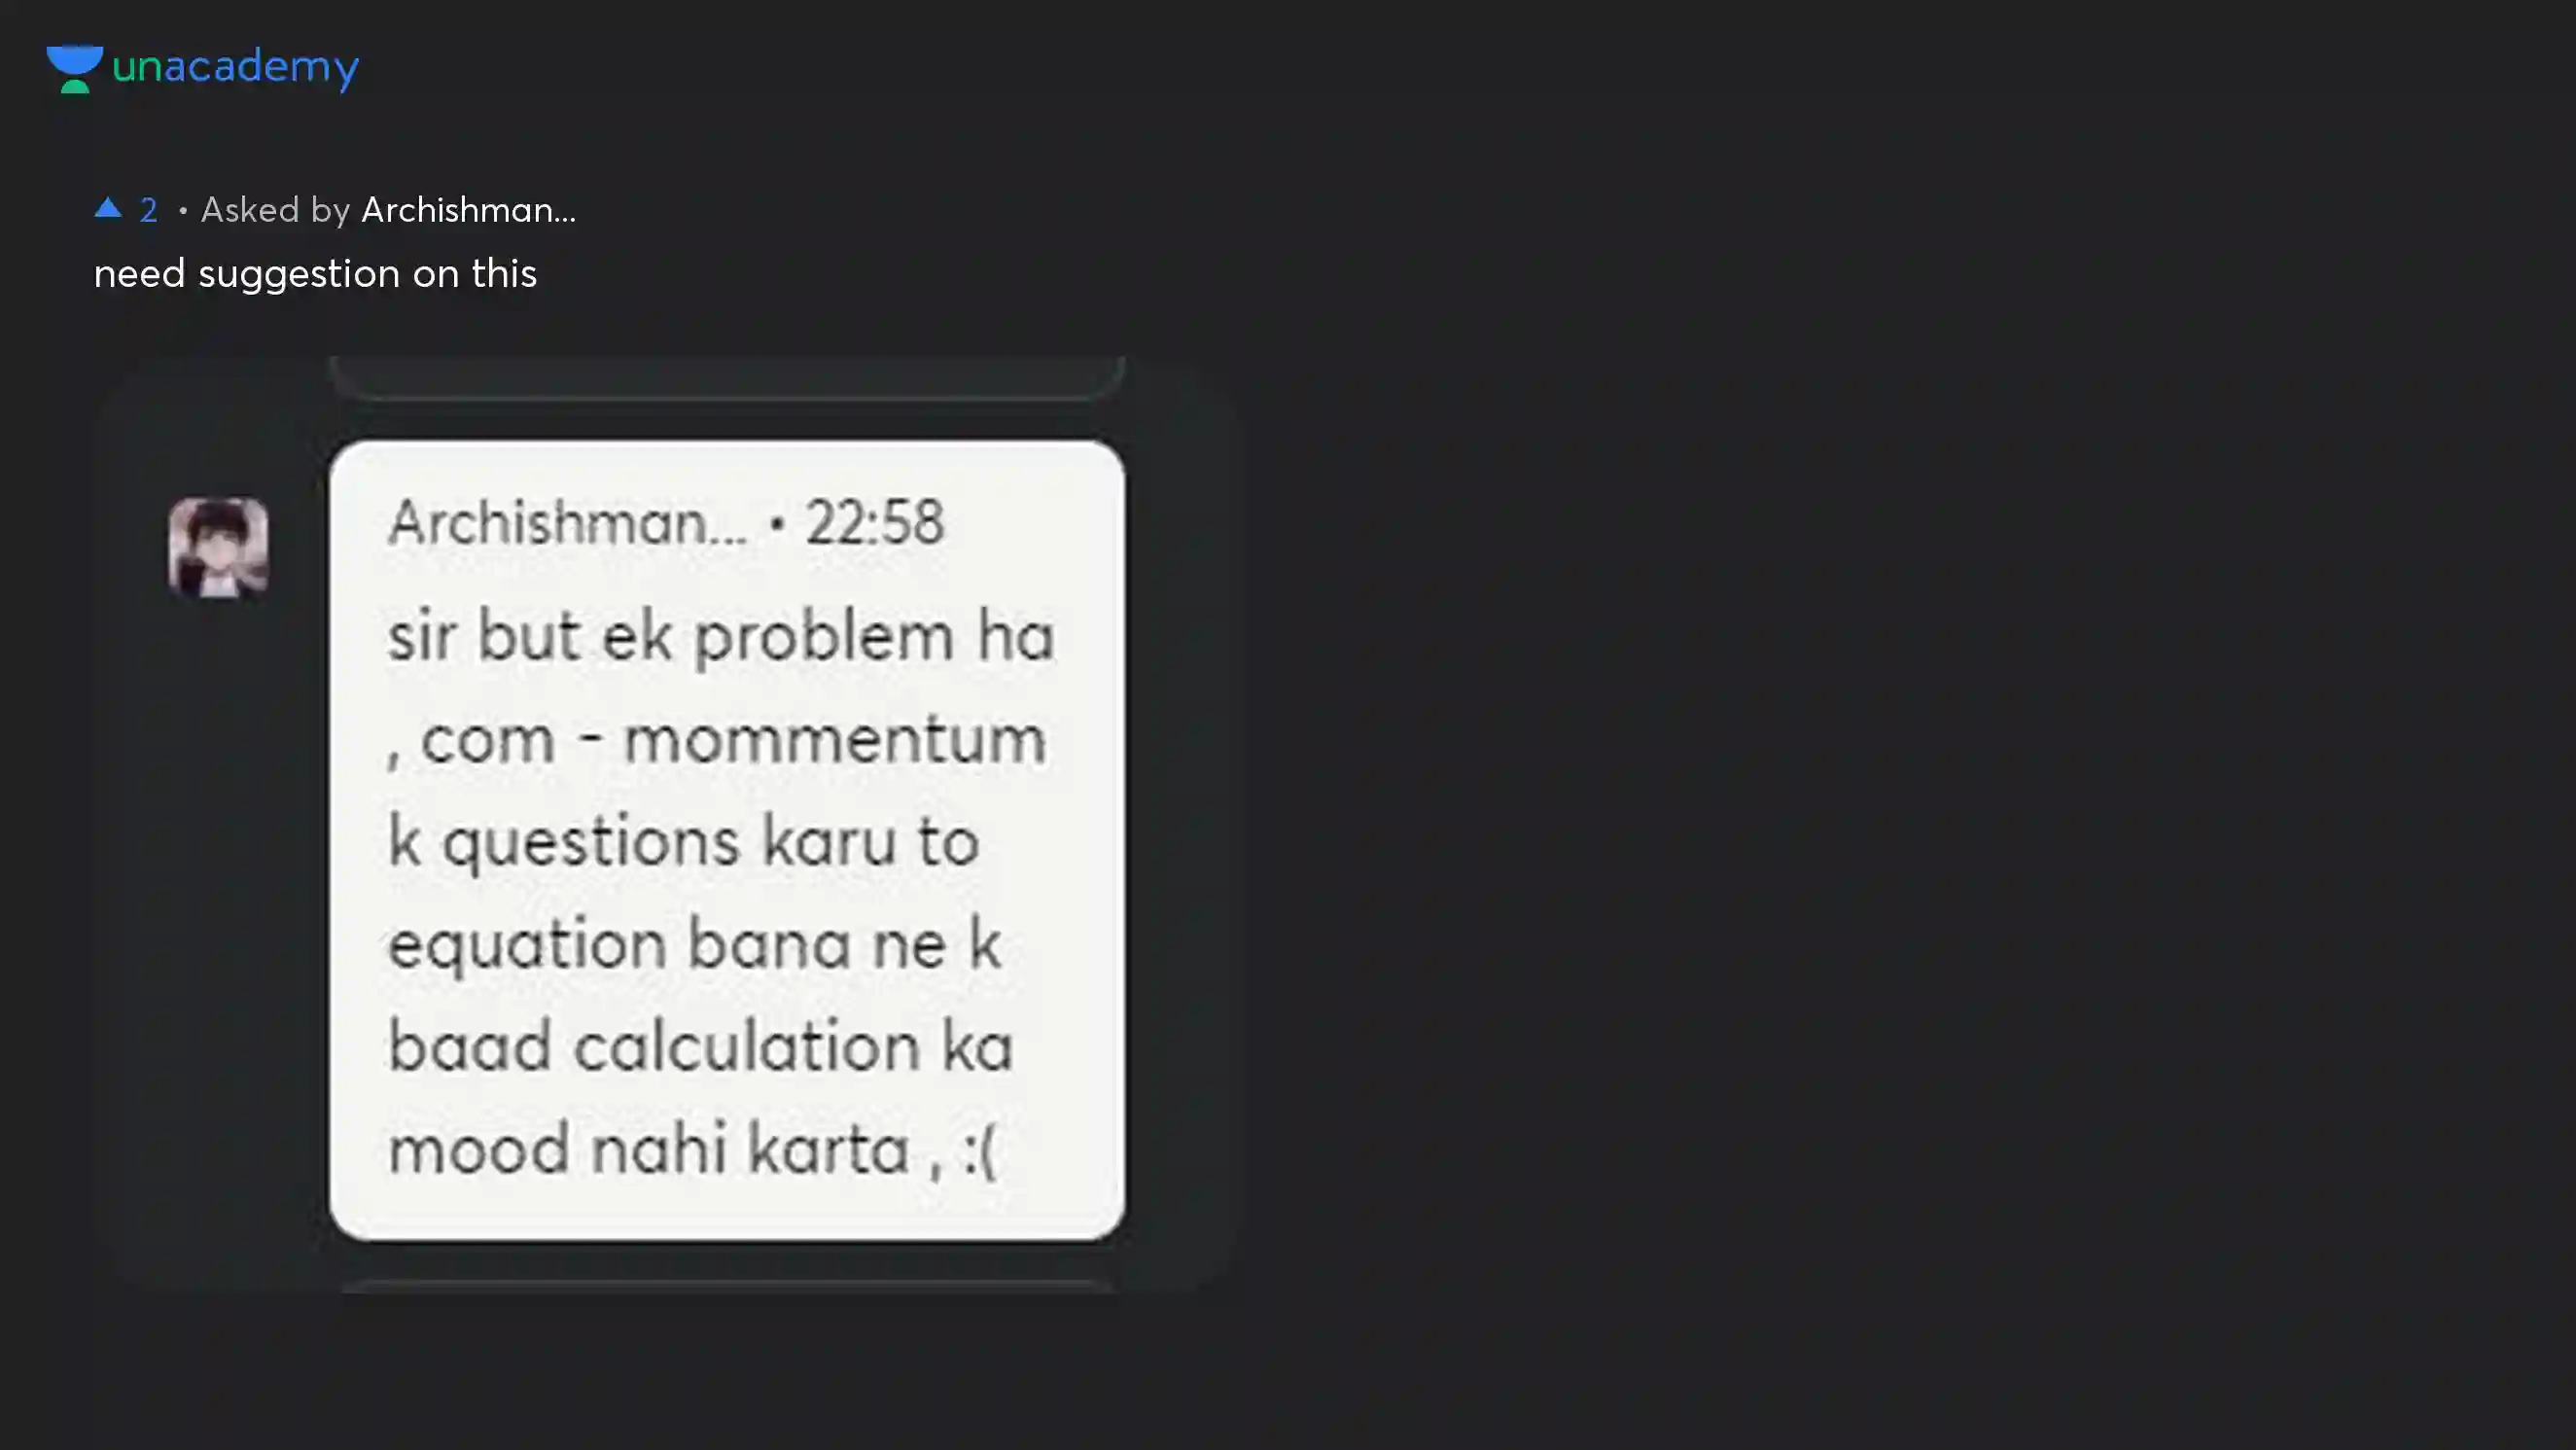 unacademy
▲ 2 • Asked by Archishman...
need suggestion on this
Archishman... • 22:58
sir but ek problem ha
, com - mommentum
k questions karu to
equation bana ne k
baad calculation ka
mood nahi karta , :(